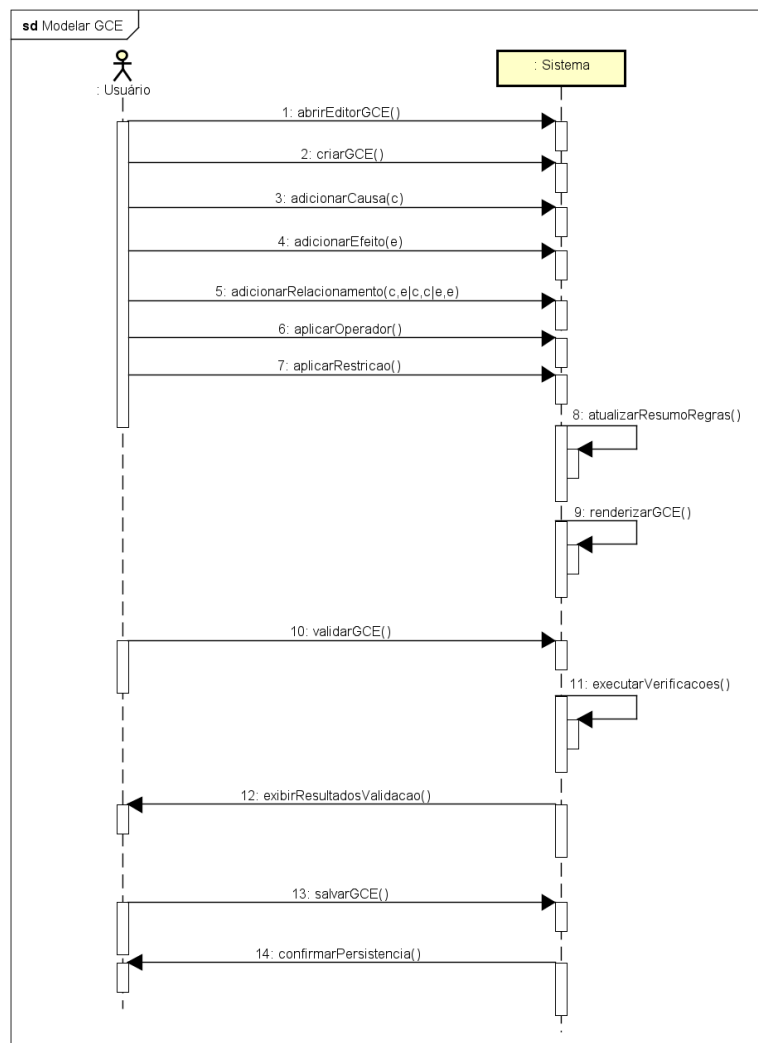 sd Modelar GCE
: Usuário
: Sistema
1: abrirEditorGCE()
2: criarGCE()
3: adicionarCausa(c)
4: adicionarEfeito(e)
5: adicionarRelacionamento(c,e|c,c|e,e)
6: aplicarOperador()
7: aplicarRestricao()
8: atualizarResumoRegras()
9: renderizarGCE()
10: validarGCE()
11: executarVerificacoes()
12: exibirResultadosValidacao()
13: salvarGCE()
14: confirmarPersistencia()